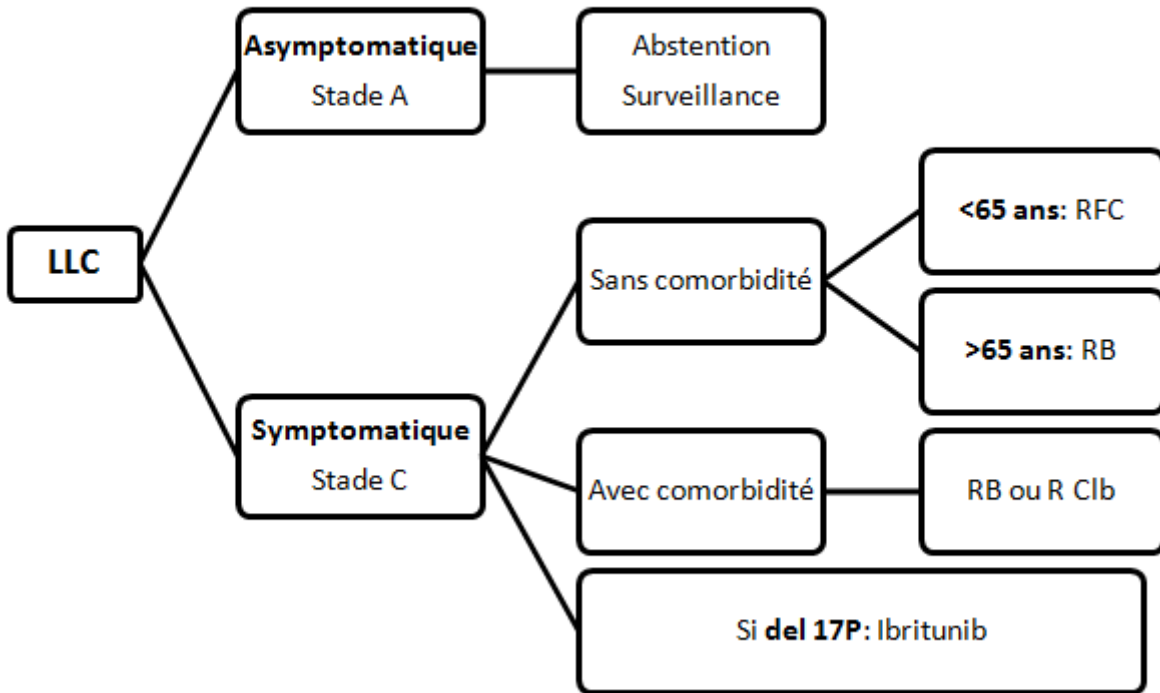 Asymptomatique
Stade A
Abstention
Surveillance
LLC
Symptomatique
Stade C
Sans comorbidité
<65 ans: RFC
>65 ans: RB
Avec comorbidité
RB ou R Clb
Si del 17P: Ibritunib